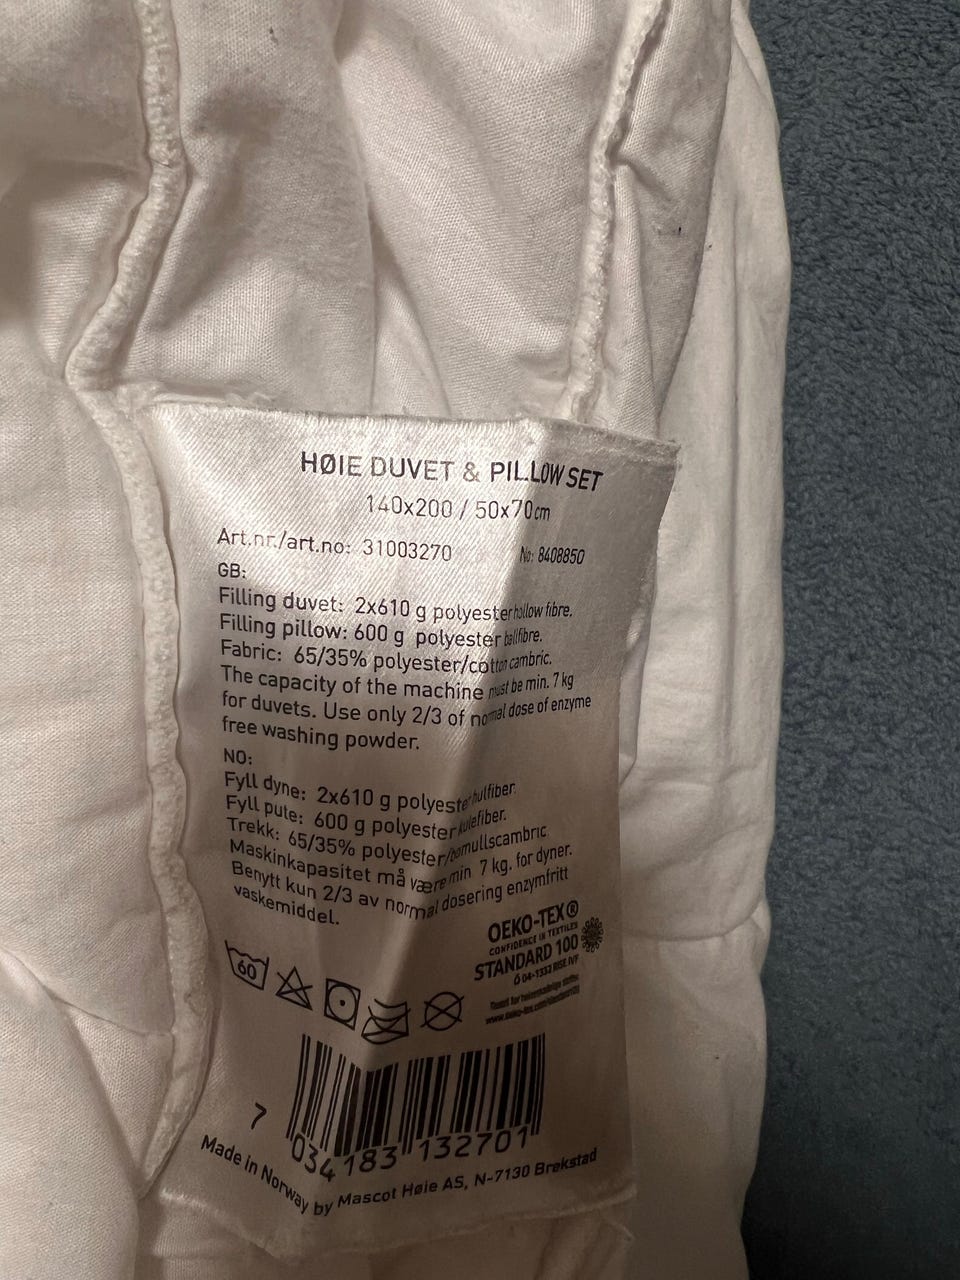 HØIE DUVET & PILLOW SET
140x200 / 50x70cm
Art.nr./art.no: 31003270 No: 8408850
GB:
Filling duvet: 2x610 g polyester hollow fibre.
Filling pillow: 600 g polyester ballfibre.
Fabric: 65/35% polyester/cotton cambric.
The capacity of the machine must be min. 7 kg
for duvets. Use only 2/3 of normal dose of enzyme
free washing powder.
NO:
Fyll dyne: 2x610 g polyester hulfiber.
Fyll pute: 600 g polyester kulefiber.
Trekk: 65/35% polyester/bomullscambric
Maskinkapasitet må være min 7 kg. for dyner.
Benytt kun 2/3 av normal dosering enzymfritt
vaskemiddel.
OEKO-TEX®
CONFIDENCE IN TEXTILES
STANDARD 100
04-1333 RISE IVF
60
7 034183 132701
Made in Norway by Mascot Høie AS, N-7130 Brekstad